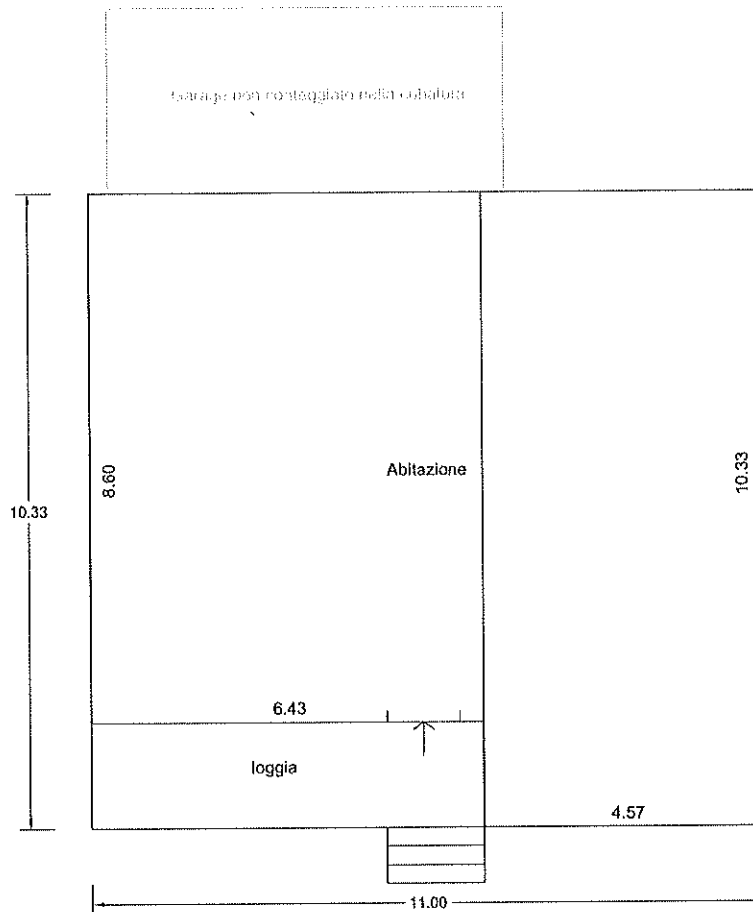 Garage non conteggiato nella cubatura
Abitazione
8.60
10.33
10.33
6.43
loggia
4.57
11.00